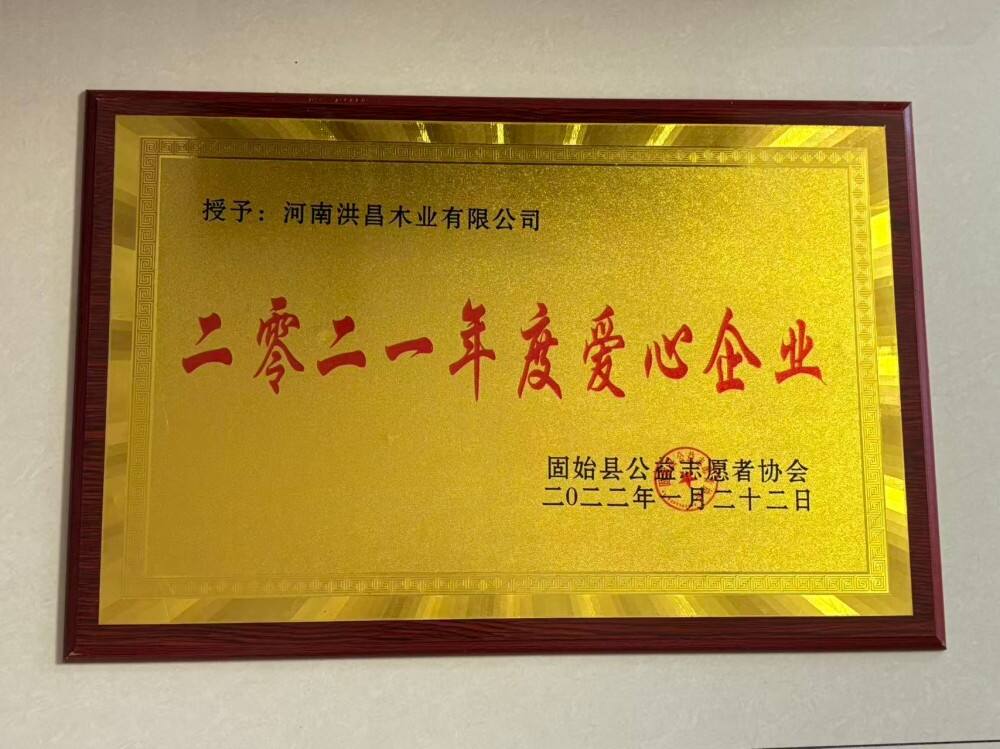 授予：河南洪昌木业有限公司
二零二一年度爱心企业
固始县公益志愿者协会
二〇二二年一月二十二日